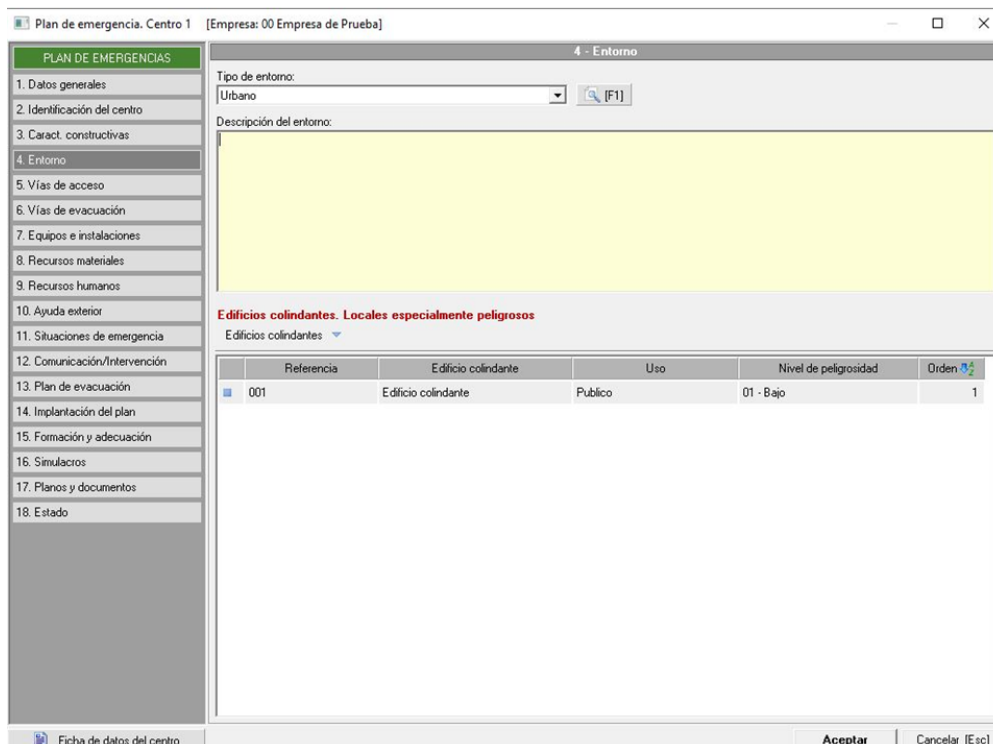 Plan de emergencia. Centro 1 [Empresa: 00 Empresa de Prueba]
PLAN DE EMERGENCIAS
1. Datos generales
2. Identificación del centro
3. Caract. constructivas
4. Entorno
5. Vías de acceso
6. Vías de evacuación
7. Equipos e instalaciones
8. Recursos materiales
9. Recursos humanos
10. Ayuda exterior
11. Situaciones de emergencia
12. Comunicación/Intervención
13. Plan de evacuación
14. Implantación del plan
15. Formación y adecuación
16. Simulacros
17. Planos y documentos
18. Estado
4 - Entorno
Tipo de entorno:
Urbano [F1]
Descripción del entorno:
Edificios colindantes. Locales especialmente peligrosos
Edificios colindantes
Referencia Edificio colindante Uso Nivel de peligrosidad Orden
001 Edificio colindante Publico 01 - Bajo 1
Ficha de datos del centro Aceptar Cancelar [Esc]